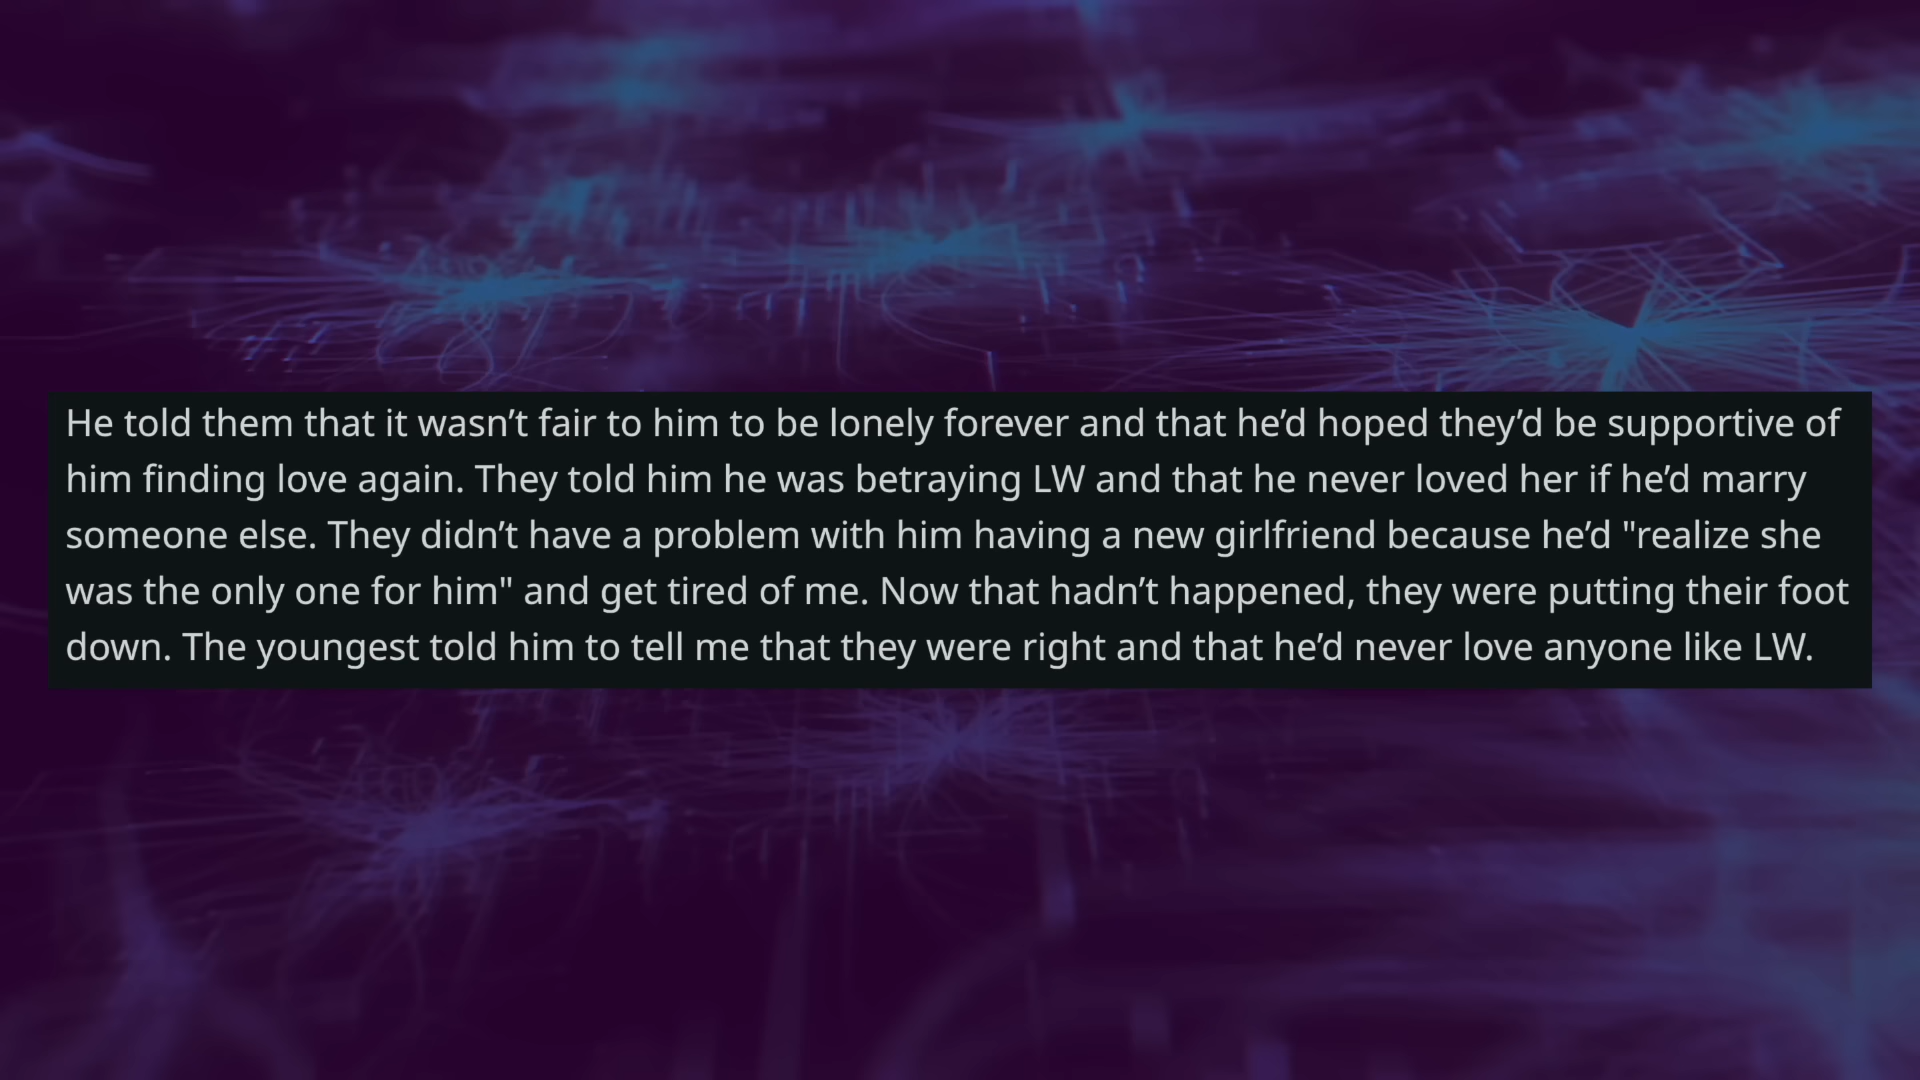 He told them that it wasn’t fair to him to be lonely forever and that he’d hoped they’d be supportive of
him finding love again. They told him he was betraying LW and that he never loved her if he’d marry
someone else. They didn’t have a problem with him having a new girlfriend because he’d "realize she
was the only one for him" and get tired of me. Now that hadn’t happened, they were putting their foot
down. The youngest told him to tell me that they were right and that he’d never love anyone like LW.